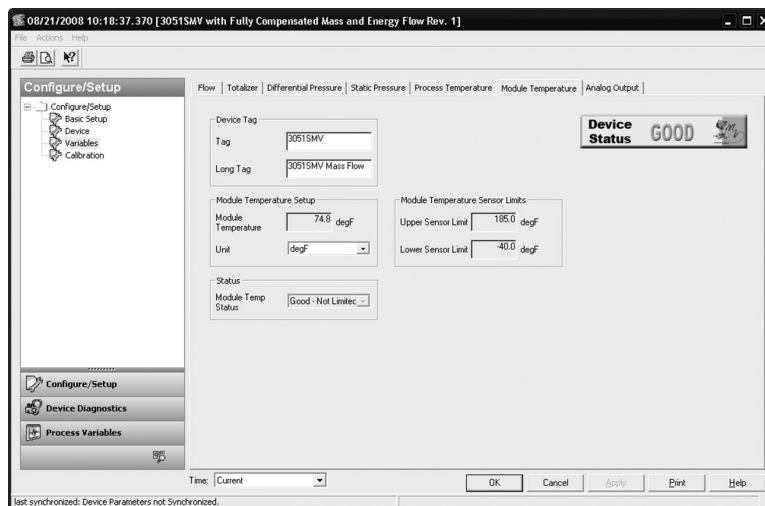 08/21/2008 10:18:37.370 [3051SMV with Fully Compensated Mass and Energy Flow Rev. 1]
File Actions Help
Configure/Setup
Configure/Setup
Basic Setup
Device
Variables
Calibration
Configure/Setup
Device Diagnostics
Process Variables
Flow Totalizer Differential Pressure Static Pressure Process Temperature Module Temperature Analog Output
Device Tag
Tag 3051SMV
Long Tag 3051SMV Mass Flow
Device Status GOOD
Module Temperature Setup
Module Temperature 74.8 degF
Unit degF
Module Temperature Sensor Limits
Upper Sensor Limit 185.0 degF
Lower Sensor Limit -40.0 degF
Status
Module Temp Status Good - Not Limitec
Time: Current
OK Cancel Apply Print Help
last synchronized: Device Parameters not Synchronized.